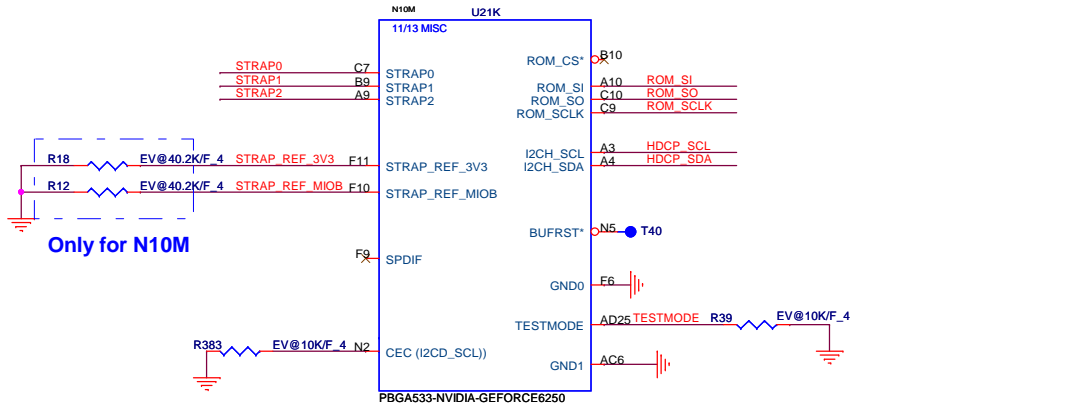 N10M
U21K
11/13 MISC
STRAP0 C7 STRAP0
STRAP1 B9 STRAP1
STRAP2 A9 STRAP2
ROM_CS* B10
ROM_SI A10 ROM_SI
ROM_SO C10 ROM_SO
ROM_SCLK C9 ROM_SCLK
I2CH_SCL A3 HDCP_SCL
I2CH_SDA A4 HDCP_SDA
R18 EV@40.2K/F_4 STRAP_REF_3V3 F11 STRAP_REF_3V3
R12 EV@40.2K/F_4 STRAP_REF_MIOB F10 STRAP_REF_MIOB
Only for N10M
BUFRST* N5 T40
F9 SPDIF
GND0 F6
TESTMODE AD25 TESTMODE R39 EV@10K/F_4
R383 EV@10K/F_4 N2 CEC (I2CD_SCL))
GND1 AC6
PBGA533-NVIDIA-GEFORCE6250